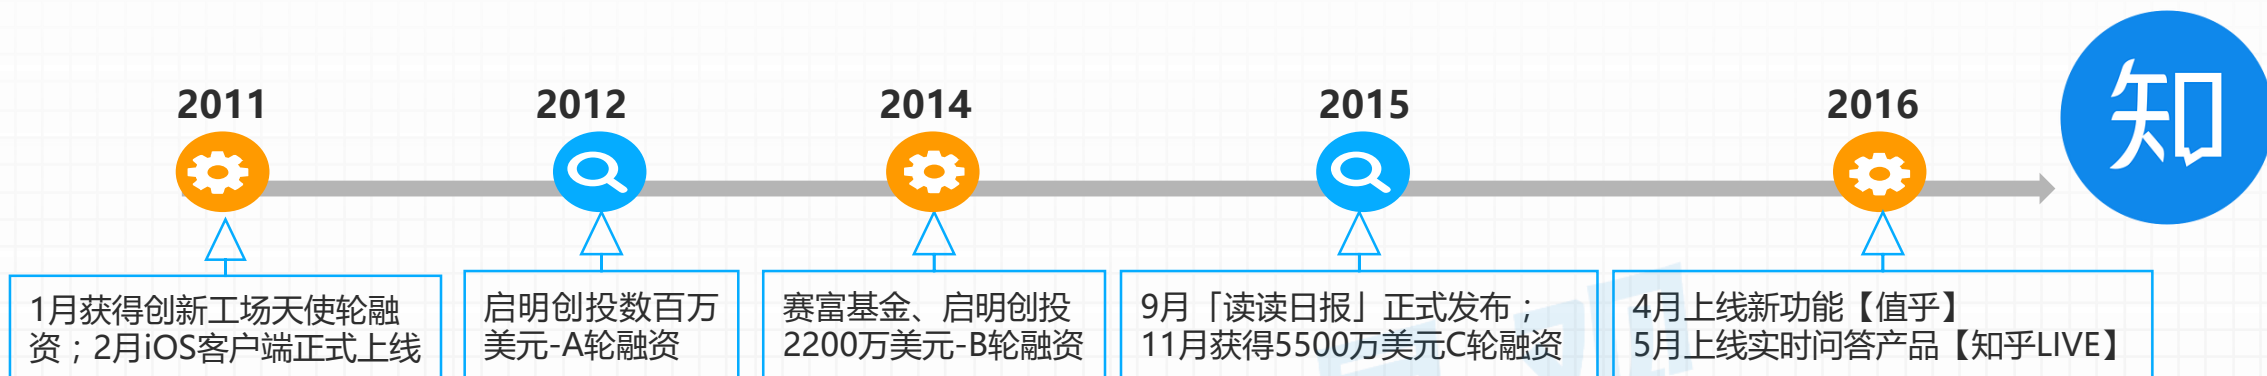 2011
2012
2014
2015
2016
知
1月获得创新工场天使轮融
资；2月iOS客户端正式上线
启明创投数百万
美元-A轮融资
赛富基金、启明创投
2200万美元-B轮融资
9月「读读日报」正式发布；
11月获得5500万美元C轮融资
4月上线新功能【值乎】
5月上线实时问答产品【知乎LIVE】